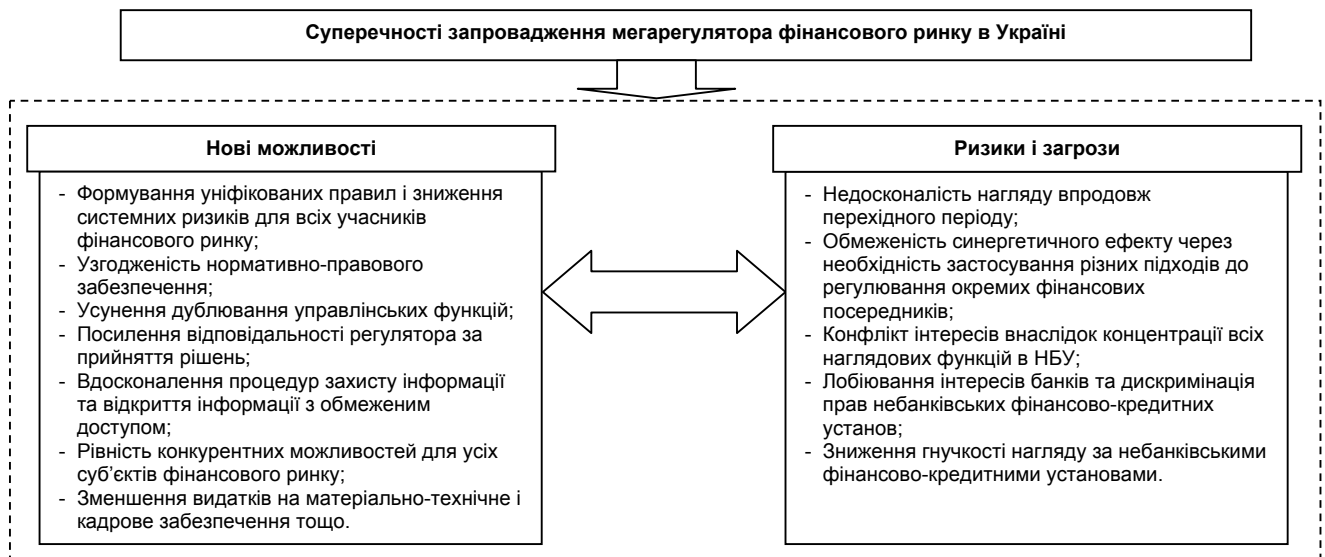 Суперечності запровадження мегарегулятора фінансового ринку в Україні
Нові можливості
- Формування уніфікованих правил і зниження
системних ризиків для всіх учасників
фінансового ринку;
- Узгодженість нормативно-правового
забезпечення;
- Усунення дублювання управлінських функцій;
- Посилення відповідальності регулятора за
прийняття рішень;
- Вдосконалення процедур захисту інформації
та відкриття інформації з обмеженим
доступом;
- Рівність конкурентних можливостей для усіх
суб’єктів фінансового ринку;
- Зменшення видатків на матеріально-технічне і
кадрове забезпечення тощо.
Ризики і загрози
- Недосконалість нагляду впродовж
перехідного періоду;
- Обмеженість синергетичного ефекту через
необхідність застосування різних підходів до
регулювання окремих фінансових
посередників;
- Конфлікт інтересів внаслідок концентрації всіх
наглядових функцій в НБУ;
- Лобіювання інтересів банків та дискримінація
прав небанківських фінансово-кредитних
установ;
- Зниження гнучкості нагляду за небанківськими
фінансово-кредитними установами.